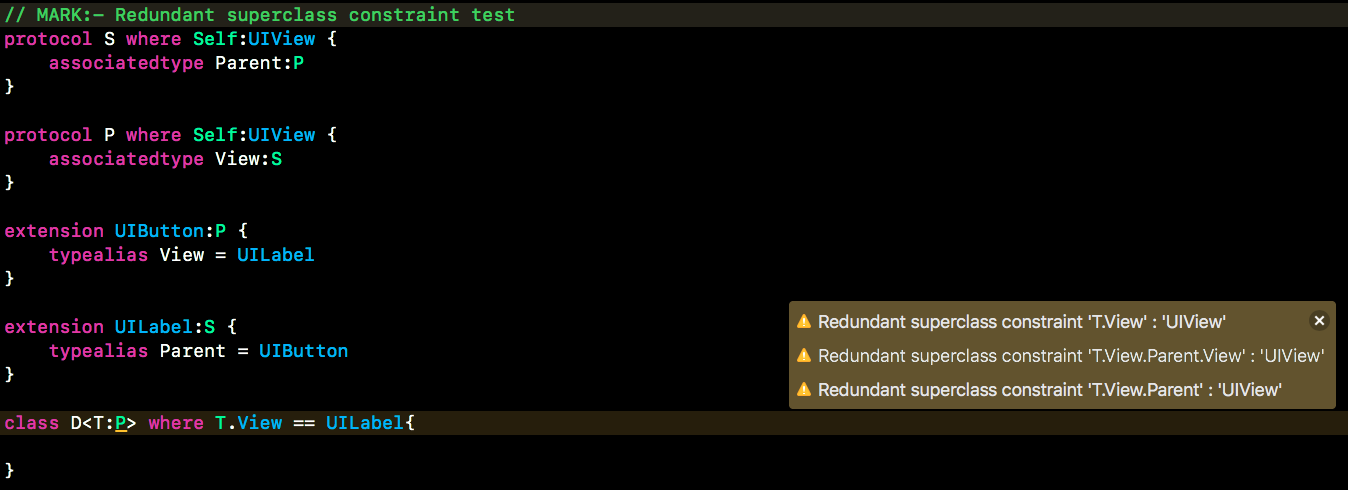 // MARK:- Redundant superclass constraint test
protocol S where Self:UIView {
    associatedtype Parent:P
}
protocol P where Self:UIView {
    associatedtype View:S
}
extension UIButton:P {
    typealias View = UILabel
}
extension UILabel:S {
    typealias Parent = UIButton
}
Redundant superclass constraint 'T.View' : 'UIView'
Redundant superclass constraint 'T.View.Parent.View' : 'UIView'
Redundant superclass constraint 'T.View.Parent' : 'UIView'
class D<T:P> where T.View == UILabel{
}